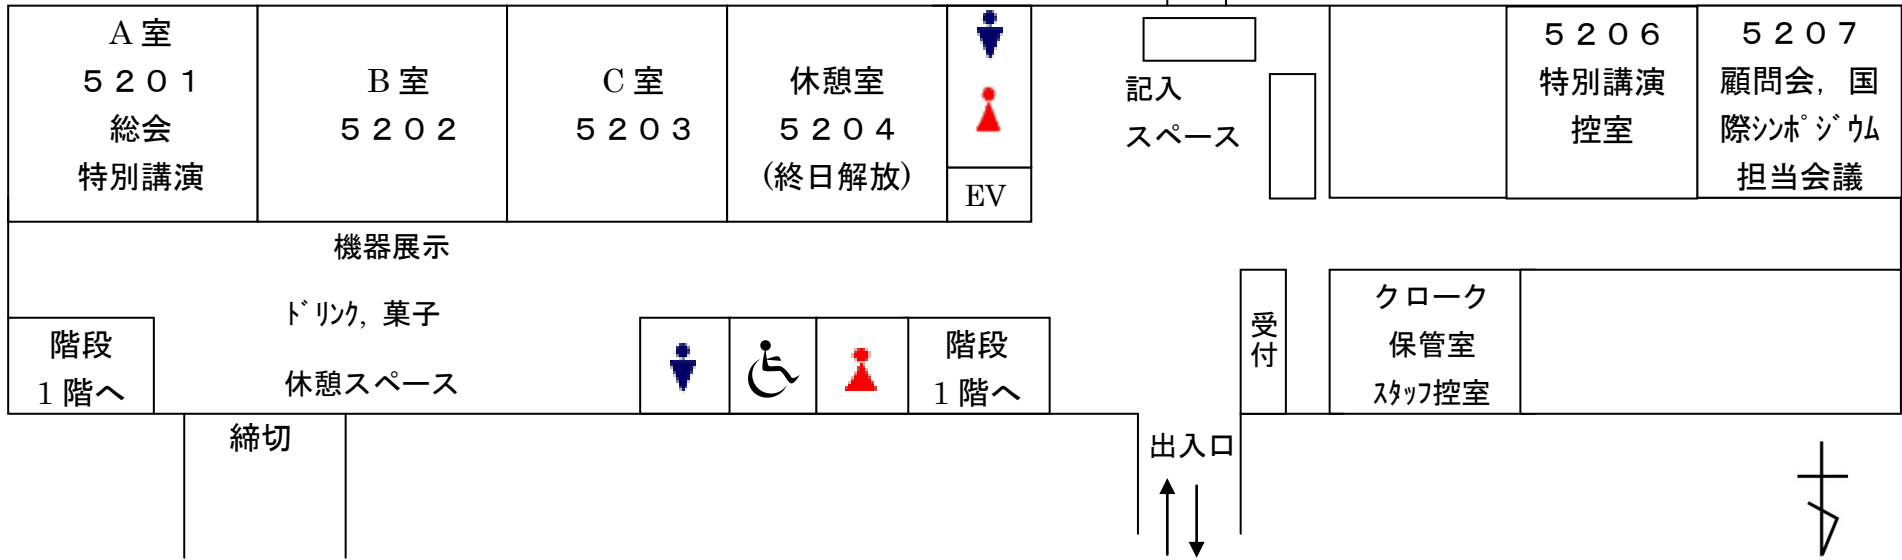 A 室
５２０１
総会
特別講演
B 室
５２０２
C 室
５２０３
休憩室
５２０４
(終日解放)
EV
記入
スペース
５２０６
特別講演
控室
５２０７
顧問会，国
際ｼﾝﾎﾟｼﾞｳﾑ
担当会議
機器展示
ﾄﾞﾘﾝｸ，菓子
休憩スペース
階段
1 階へ
階段
1 階へ
受
付
クローク
保管室
ｽﾀｯﾌ控室
締切
出入口